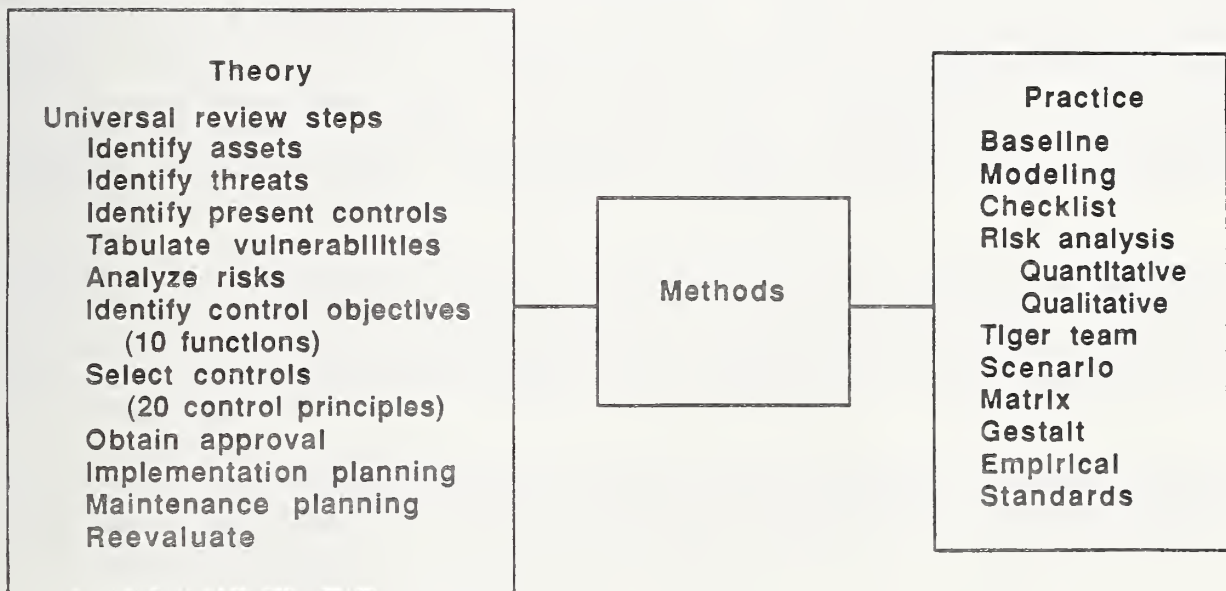 Theory
Universal review steps
Identify assets
Identify threats
Identify present controls
Tabulate vulnerabilities
Analyze risks
Identify control objectives
(10 functions)
Select controls
(20 control principles)
Obtain approval
Implementation planning
Maintenance planning
Reevaluate
Methods
Practice
Baseline
Modeling
Checklist
Risk analysis
Quantitative
Qualitative
Tiger team
Scenario
Matrix
Gestalt
Empirical
Standards